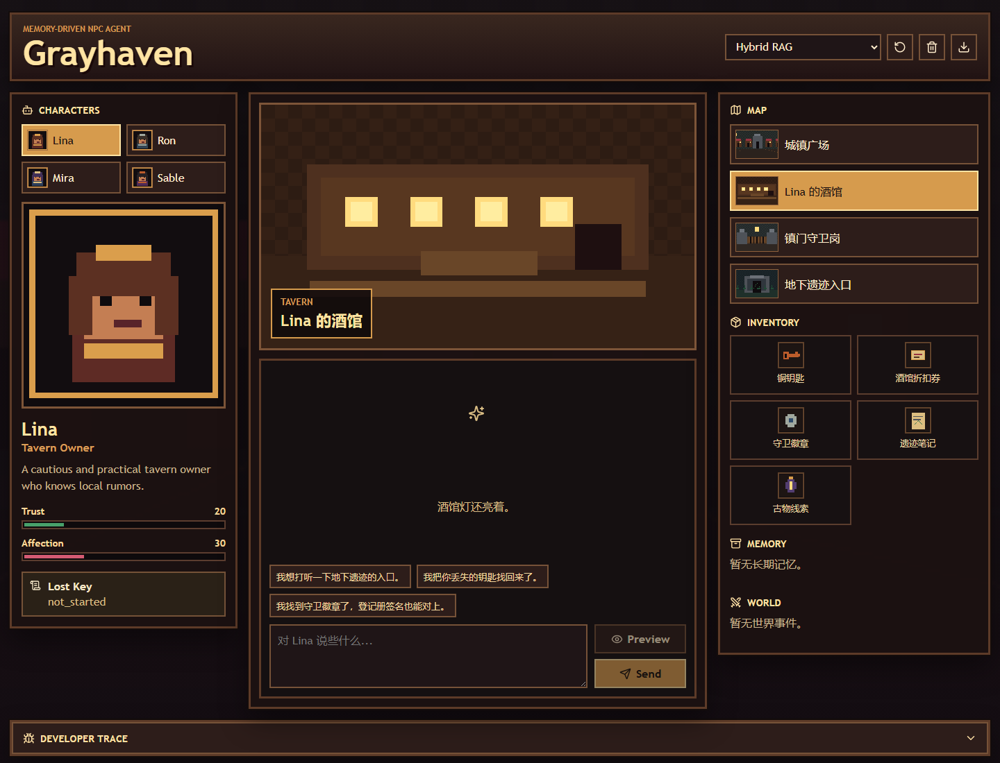 MEMORY-DRIVEN NPC AGENT
Grayhaven
Hybrid RAG
CHARACTERS
Lina
Ron
Mira
Sable
Lina
Tavern Owner
A cautious and practical tavern owner
who knows local rumors.
Trust 20
Affection 30
Lost Key
not_started
TAVERN
Lina 的酒馆
酒馆灯还亮着。
我想打听一下地下遗迹的入口。
我把你丢失的钥匙找回来了。
我找到守卫徽章了，登记册签名也能对上。
对 Lina 说些什么...
Preview
Send
MAP
城镇广场
Lina 的酒馆
镇门守卫岗
地下遗迹入口
INVENTORY
铜钥匙
酒馆折扣券
守卫徽章
遗迹笔记
古物线索
MEMORY
暂无长期记忆。
WORLD
暂无世界事件。
DEVELOPER TRACE